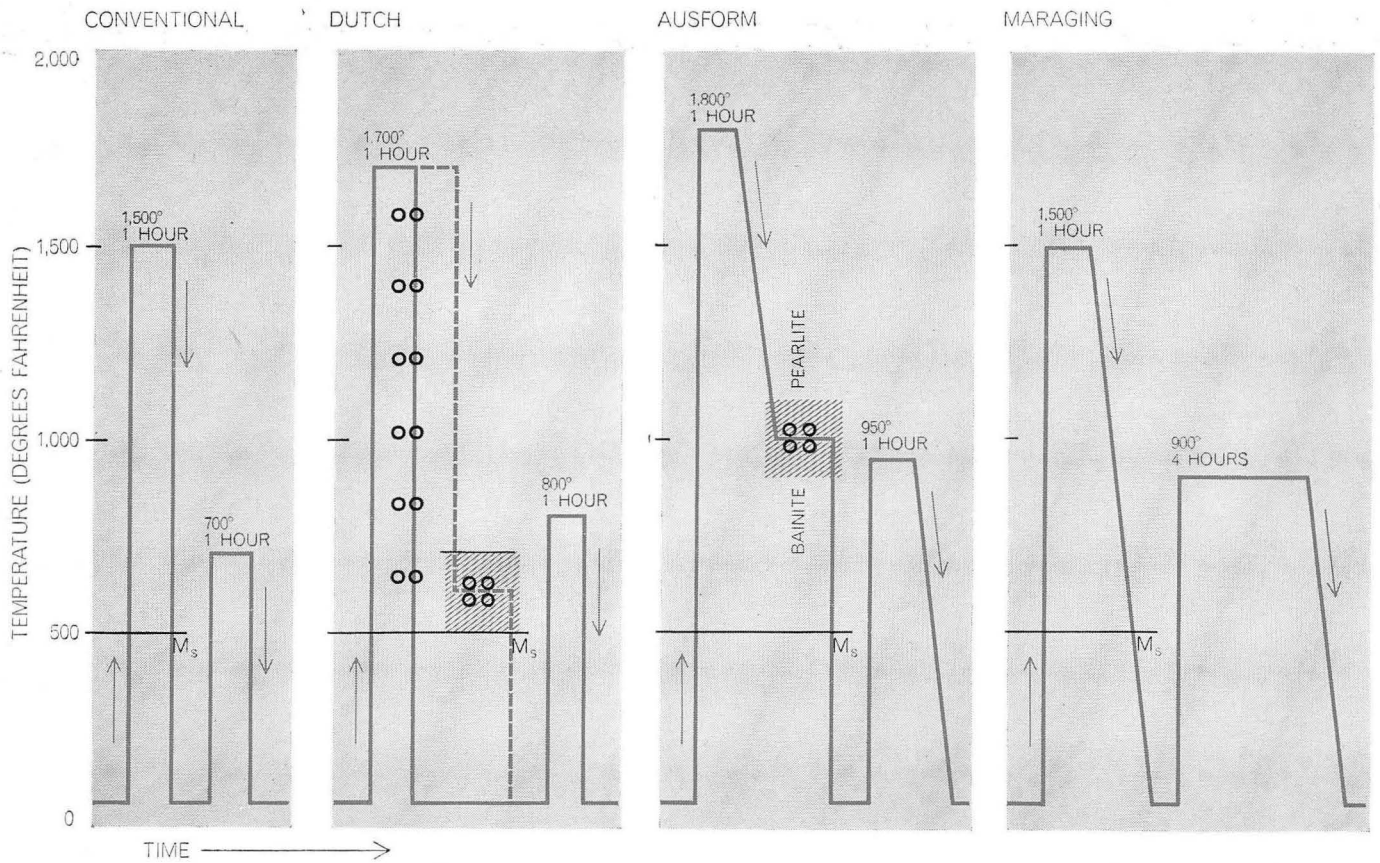 CONVENTIONAL
DUTCH
AUSFORM
MARAGING
TEMPERATURE (DEGREES FAHRENHEIT)
2,000
1,500
1,000
500
0
1,500°
1 HOUR
700°
1 HOUR
Ms
1.700°
1 HOUR
800°
1 HOUR
Ms
1,800°
1 HOUR
PEARLITE
BAINITE
950°
1 HOUR
Ms
1,500°
1 HOUR
900°
4 HOURS
Ms
TIME